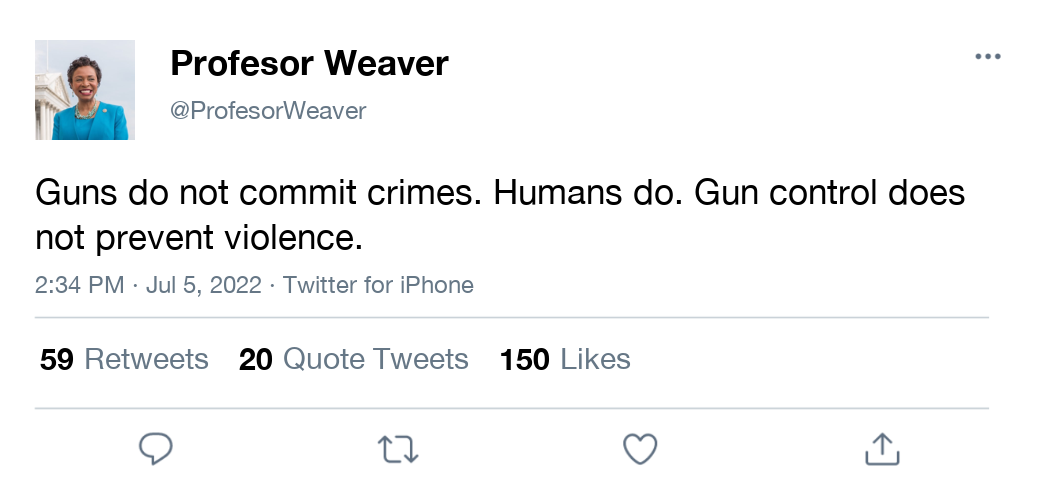 Profesor Weaver
@ProfesorWeaver
Guns do not commit crimes. Humans do. Gun control does
not prevent violence.
2:34 PM · Jul 5, 2022 · Twitter for iPhone
59 Retweets 20 Quote Tweets 150 Likes